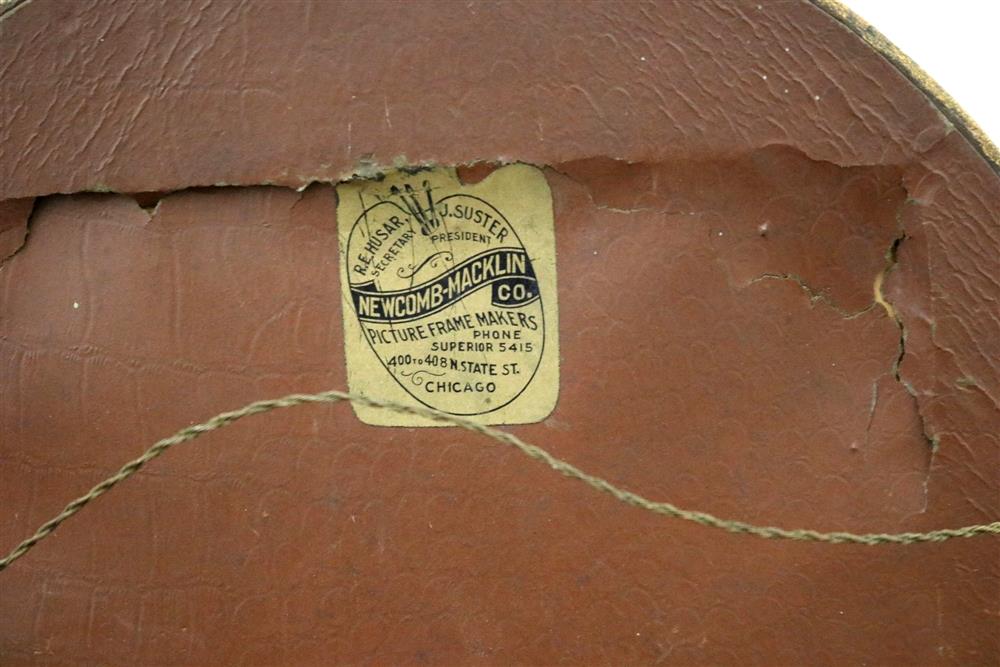 R.E. HUSAR, SECRETARY
J. SUSTER PRESIDENT
NEWCOMB-MACKLIN
CO.
PICTURE FRAME MAKERS
PHONE
SUPERIOR 5415
400 TO 408 N. STATE ST.
CHICAGO